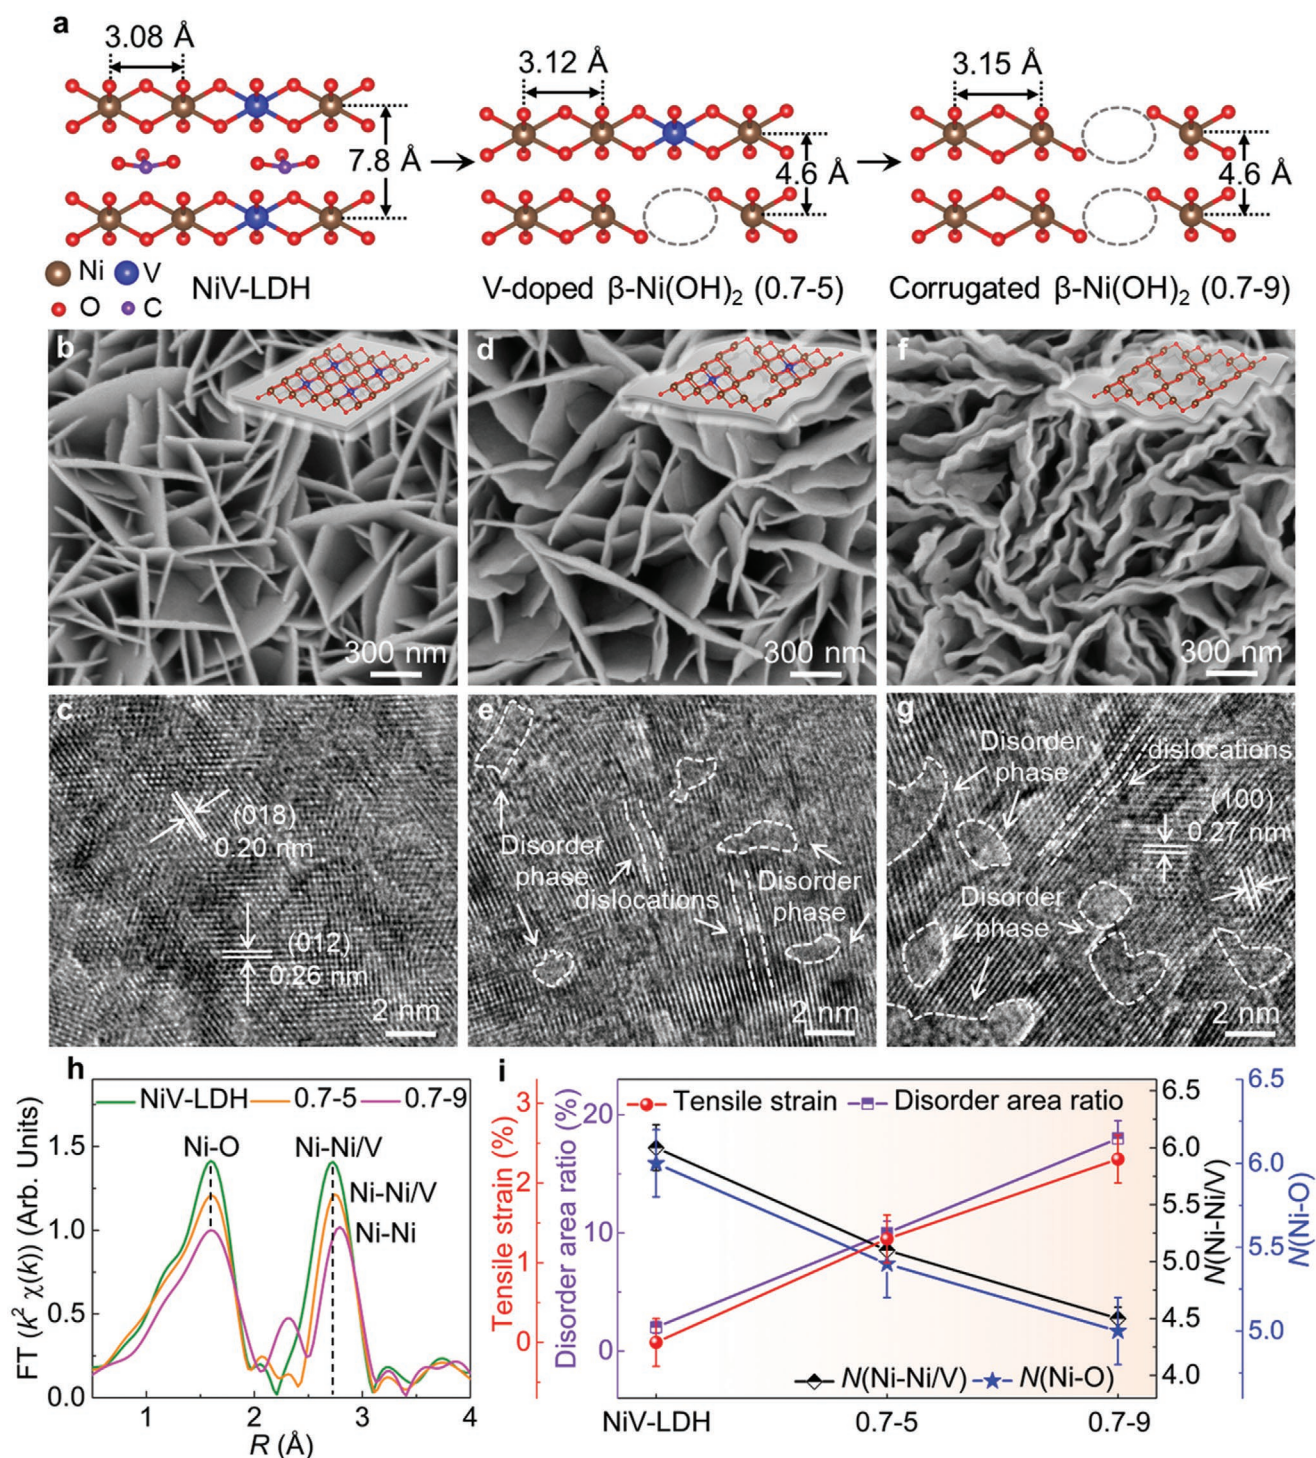 a
3.08 Å
3.12 Å
3.15 Å
7.8 Å
4.6 Å
4.6 Å
Ni V
O C
NiV-LDH
V-doped β-Ni(OH)₂ (0.7-5)
Corrugated β-Ni(OH)₂ (0.7-9)
b
300 nm
d
300 nm
f
300 nm
c
(018)
0.20 nm
(012)
0.26 nm
2 nm
e
Disorder
phase
dislocations
Disorder
phase
2 nm
g
Disorder
phase
dislocations
(100)
0.27 nm
Disorder
phase
2 nm
h
NiV-LDH 0.7-5 0.7-9
Ni-O
Ni-Ni/V
Ni-Ni/V
Ni-Ni
FT (k² χ(k)) (Arb. Units)
1.5
1.0
0.5
0.0
1 2 3 4
R (Å)
i
Tensile strain (%)
3
2
1
0
Disorder area ratio (%)
20
10
0
Tensile strain Disorder area ratio
N(Ni-Ni/V) N(Ni-O)
NiV-LDH 0.7-5 0.7-9
6.5
6.0
5.5
5.0
4.5
4.0
N(Ni-Ni/V)
6.5
6.0
5.5
5.0
N(Ni-O)